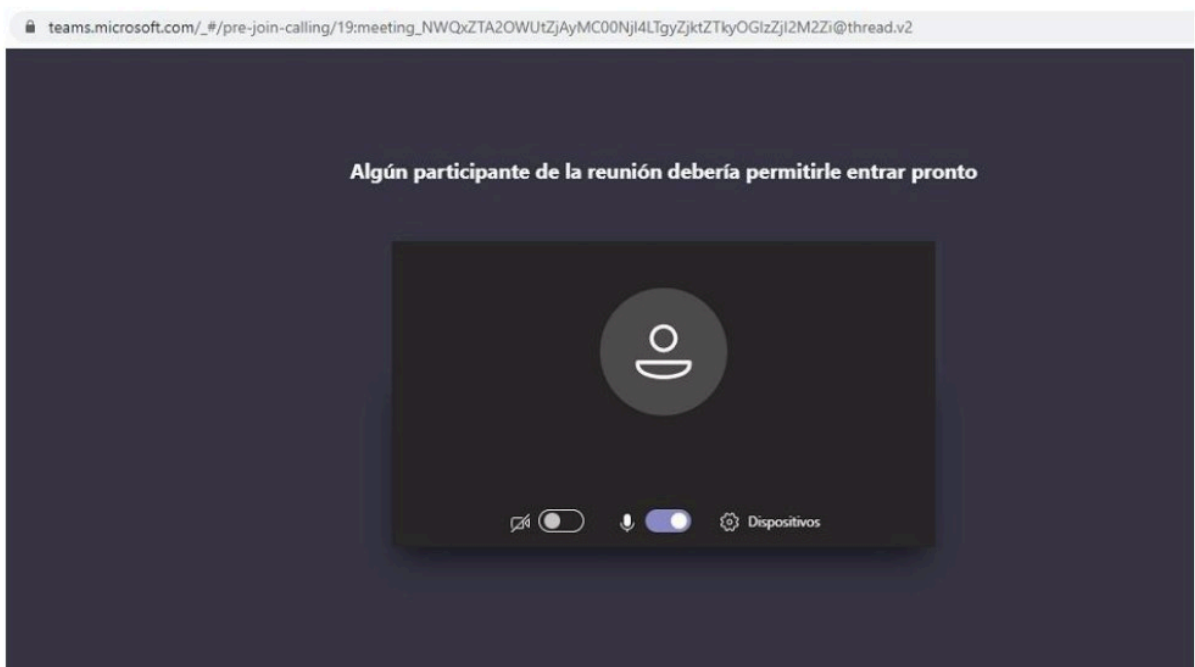 teams.microsoft.com/_#/pre-join-calling/19:meeting_NWQxZTA2OWUtZjAyMC00NjI4LTgyZjktZTkyOGIzZjI2M2Zi@thread.v2
Algún participante de la reunión debería permitirle entrar pronto
Dispositivos